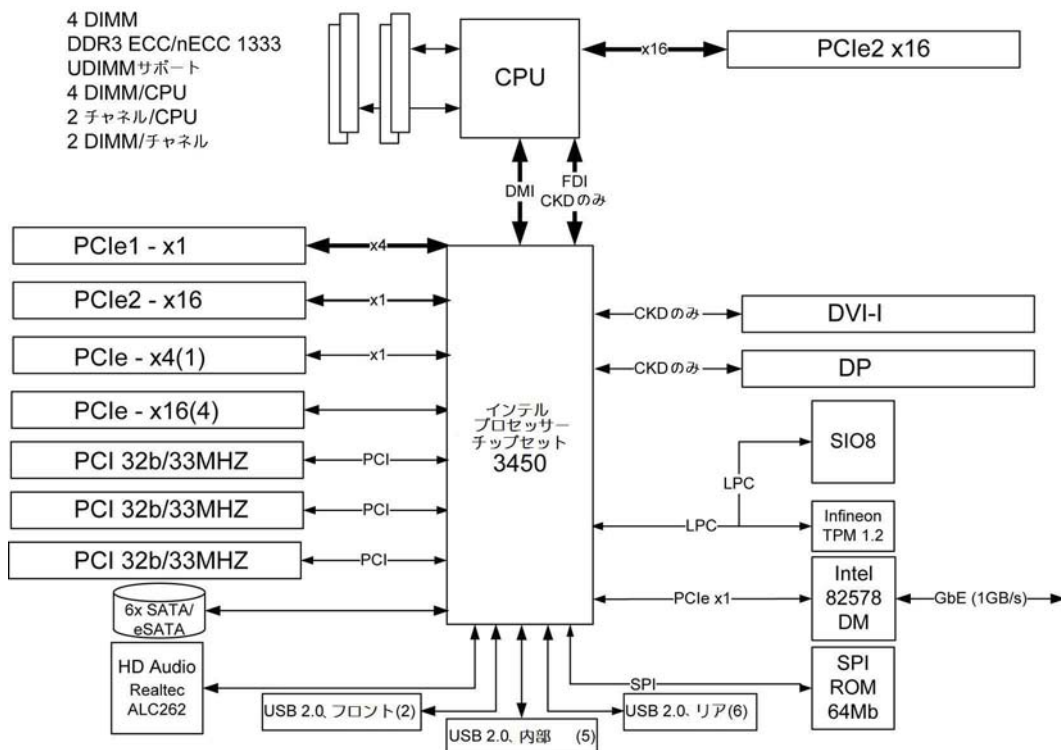 4 DIMM
DDR3 ECC/nECC 1333
UDIMMサポート
4 DIMM/CPU
2 チャネル/CPU
2 DIMM/チャネル
CPU
x16
PCIe2 x16
DMI
FDI
CKDのみ
PCIe1 - x1
x4
PCIe2 - x16
x1
PCIe - x4(1)
x1
PCIe - x16(4)
PCI 32b/33MHZ
PCI
PCI 32b/33MHZ
PCI
PCI 32b/33MHZ
PCI
6x SATA/
eSATA
HD Audio
Realtec
ALC262
インテル
プロセッサー
チップセット
3450
CKDのみ
DVI-I
CKDのみ
DP
SIO8
LPC
LPC
Infineon
TPM 1.2
PCIe x1
Intel
82578
DM
GbE (1GB/s)
SPI
SPI
ROM
64Mb
USB 2.0、フロント(2)
USB 2.0、内部 (5)
USB 2.0、リア(6)